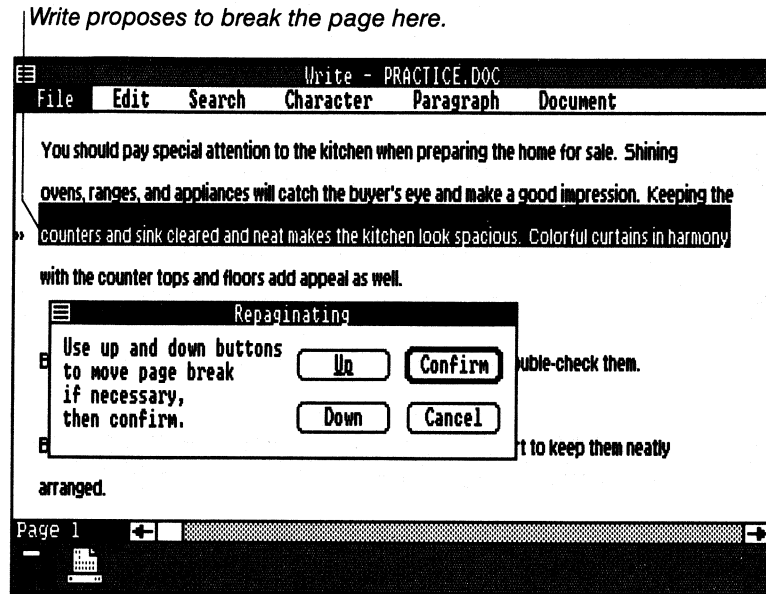 Write proposes to break the page here.
Write - PRACTICE.DOC
File Edit Search Character Paragraph Document
You should pay special attention to the kitchen when preparing the home for sale. Shining
ovens, ranges, and appliances will catch the buyer's eye and make a good impression. Keeping the
» counters and sink cleared and neat makes the kitchen look spacious. Colorful curtains in harmony
with the counter tops and floors add appeal as well.
Repaginating
Use up and down buttons
to move page break
if necessary,
then confirm.
Up Confirm
Down Cancel
uble-check them.
rt to keep them neatly
arranged.
Page 1